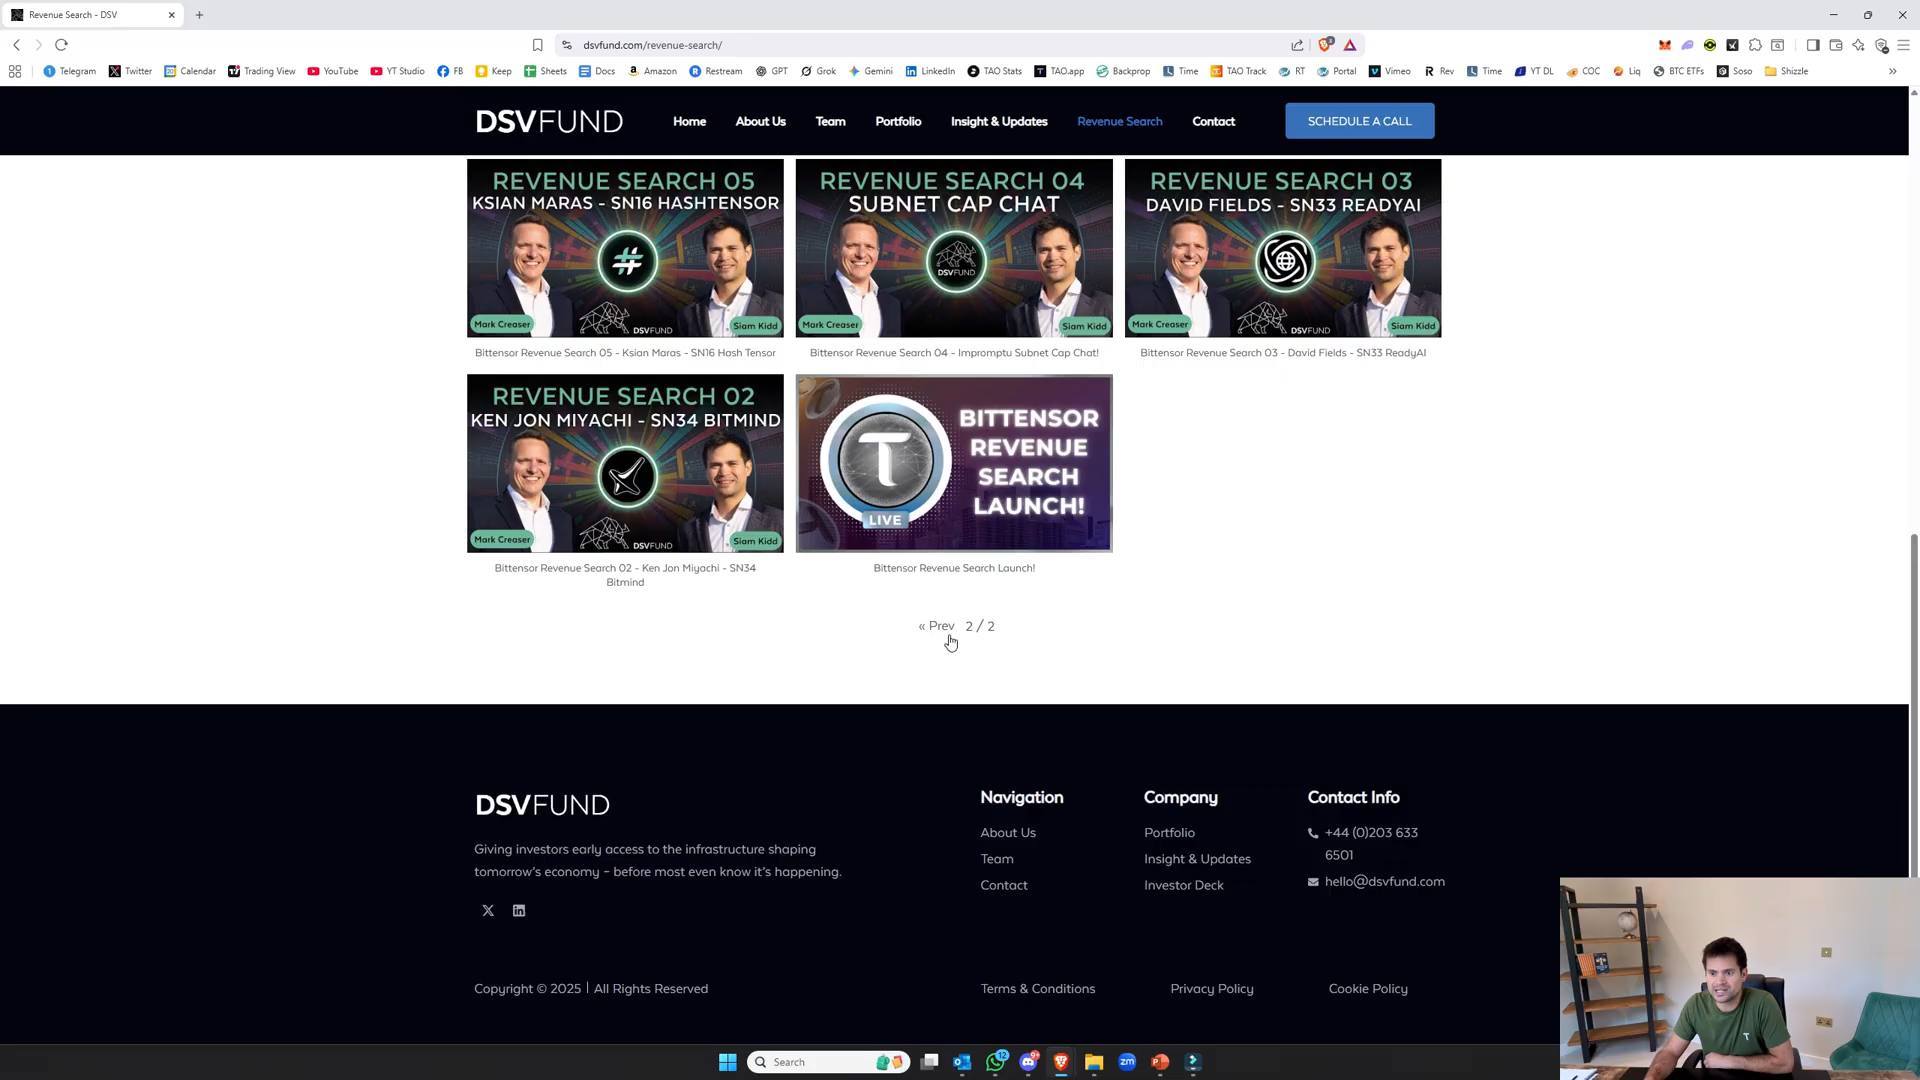 Revenue Search - DSV
dsvfund.com/revenue-search/
Telegram
Twitter
Calendar
Trading View
YouTube
YT Studio
FB
Keep
Sheets
Docs
Amazon
Restream
GPT
Grok
Gemini
LinkedIn
TAO Stats
TAO.app
Backprop
Time
TAO Track
RT
Portal
Vimeo
Rev
Time
YT DL
COC
Liq
BTC ETFs
Soso
Shizzle
DSVFUND
Home
About Us
Team
Portfolio
Insight & Updates
Revenue Search
Contact
SCHEDULE A CALL
REVENUE SEARCH 05
KSIAN MARAS - SN16 HASHTENSOR
Mark Creaser
DSVFUND
Siam Kidd
Bittensor Revenue Search 05 - Ksian Maras - SN16 Hash Tensor
REVENUE SEARCH 04
SUBNET CAP CHAT
DSVFUND
Mark Creaser
Siam Kidd
Bittensor Revenue Search 04 - Impromptu Subnet Cap Chat!
REVENUE SEARCH 03
DAVID FIELDS - SN33 READYAI
Mark Creaser
DSVFUND
Siam Kidd
Bittensor Revenue Search 03 - David Fields - SN33 ReadyAI
REVENUE SEARCH 02
KEN JON MIYACHI - SN34 BITMIND
Mark Creaser
DSVFUND
Siam Kidd
Bittensor Revenue Search 02 - Ken Jon Miyachi - SN34
Bitmind
BITTENSOR
REVENUE
SEARCH
LAUNCH!
LIVE
Bittensor Revenue Search Launch!
« Prev 2 / 2
DSVFUND
Giving investors early access to the infrastructure shaping
tomorrow's economy – before most even know it's happening.
Navigation
About Us
Team
Contact
Company
Portfolio
Insight & Updates
Investor Deck
Contact Info
+44 (0)203 633
6501
hello@dsvfund.com
Copyright © 2025 | All Rights Reserved
Terms & Conditions
Privacy Policy
Cookie Policy
Search
12